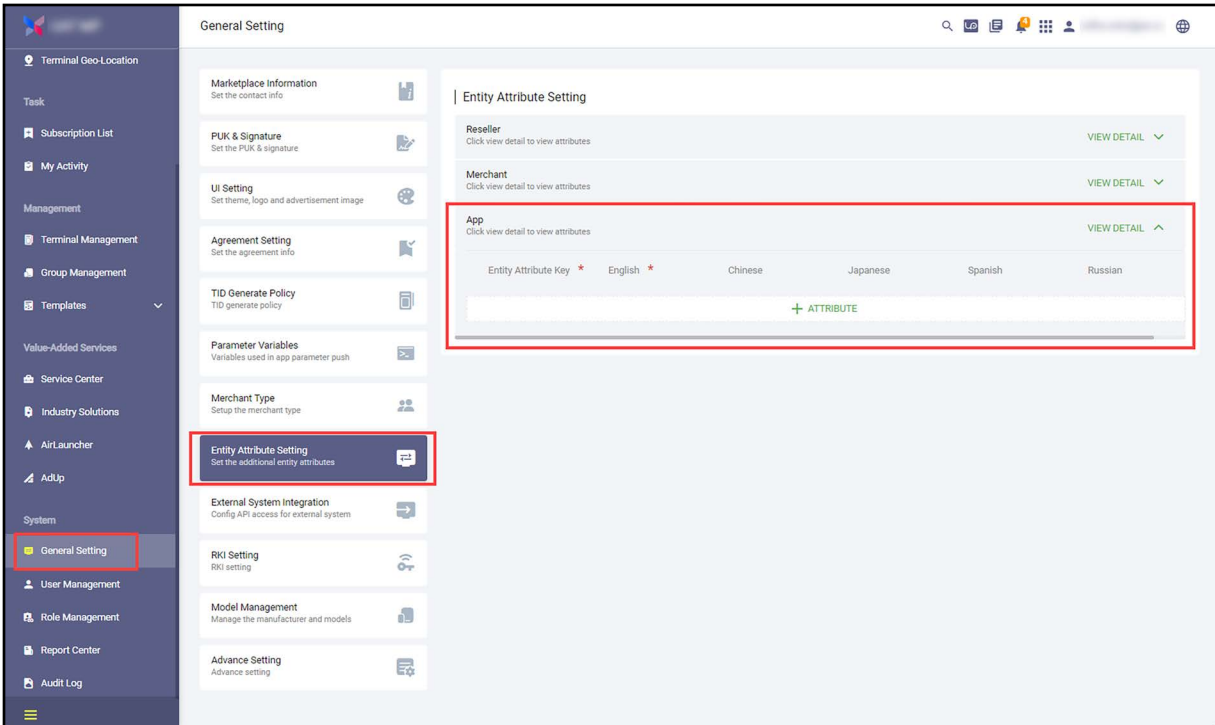 General Setting
4
Terminal Geo-Location
Task
Subscription List
My Activity
Management
Terminal Management
Group Management
Templates
Value-Added Services
Service Center
Industry Solutions
AirLauncher
AdUp
System
General Setting
User Management
Role Management
Report Center
Audit Log
Marketplace Information
Set the contact info
PUK & Signature
Set the PUK & signature
UI Setting
Set theme, logo and advertisement image
Agreement Setting
Set the agreement info
TID Generate Policy
TID generate policy
Parameter Variables
Variables used in app parameter push
Merchant Type
Setup the merchant type
Entity Attribute Setting
Set the additional entity attributes
External System Integration
Config API access for external system
RKI Setting
RKI setting
Model Management
Manage the manufacturer and models
Advance Setting
Advance setting
Entity Attribute Setting
Reseller
Click view detail to view attributes
VIEW DETAIL
Merchant
Click view detail to view attributes
VIEW DETAIL
App
Click view detail to view attributes
VIEW DETAIL
Entity Attribute Key * English * Chinese Japanese Spanish Russian
+ ATTRIBUTE